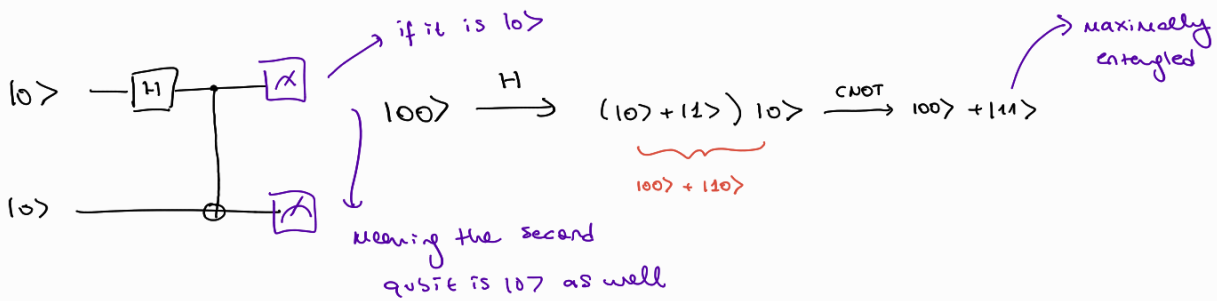 if it is |0>
maximally
entangled
|0> H
|00> H (|0> + |1>) |0> CNOT |00> + |11>
|00> + |10>
|0>
meaning the second
qubit is |0> as well